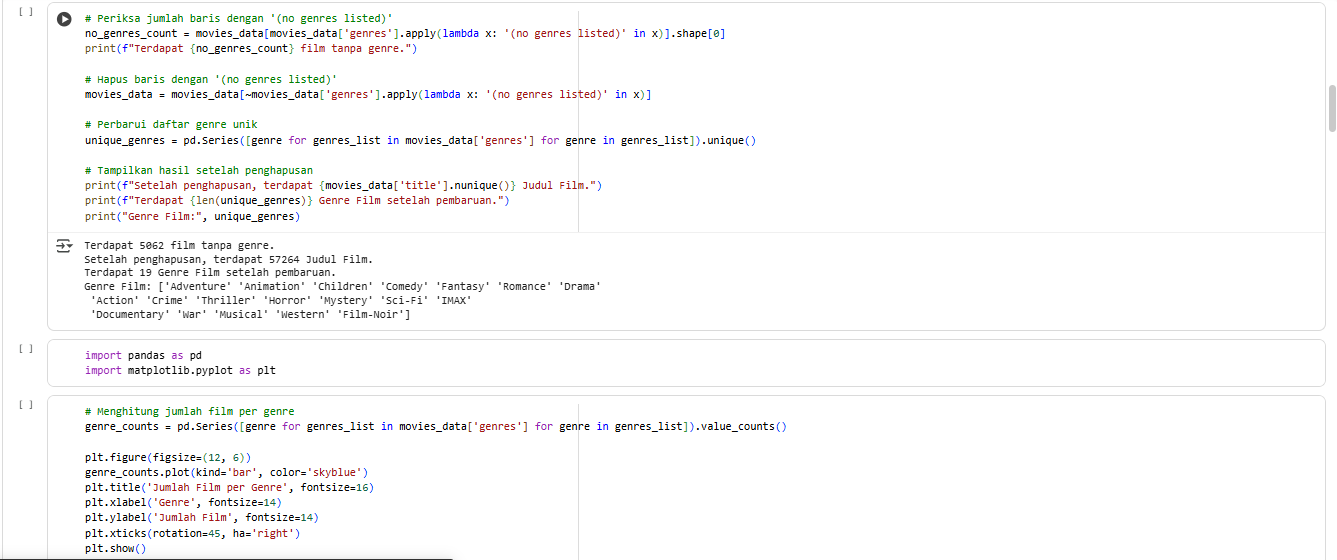 [ ]
# Periksa jumlah baris dengan '(no genres listed)'
no_genres_count = movies_data[movies_data['genres'].apply(lambda x: '(no genres listed)' in x)].shape[0]
print(f"Terdapat {no_genres_count} film tanpa genre.")
# Hapus baris dengan '(no genres listed)'
movies_data = movies_data[~movies_data['genres'].apply(lambda x: '(no genres listed)' in x)]
# Perbarui daftar genre unik
unique_genres = pd.Series([genre for genres_list in movies_data['genres'] for genre in genres_list]).unique()
# Tampilkan hasil setelah penghapusan
print(f"Setelah penghapusan, terdapat {movies_data['title'].nunique()} Judul Film.")
print(f"Terdapat {len(unique_genres)} Genre Film setelah pembaruan.")
print("Genre Film:", unique_genres)
Terdapat 5062 film tanpa genre.
Setelah penghapusan, terdapat 57264 Judul Film.
Terdapat 19 Genre Film setelah pembaruan.
Genre Film: ['Adventure' 'Animation' 'Children' 'Comedy' 'Fantasy' 'Romance' 'Drama'
'Action' 'Crime' 'Thriller' 'Horror' 'Mystery' 'Sci-Fi' 'IMAX'
'Documentary' 'War' 'Musical' 'Western' 'Film-Noir']
[ ]
import pandas as pd
import matplotlib.pyplot as plt
[ ]
# Menghitung jumlah film per genre
genre_counts = pd.Series([genre for genres_list in movies_data['genres'] for genre in genres_list]).value_counts()
plt.figure(figsize=(12, 6))
genre_counts.plot(kind='bar', color='skyblue')
plt.title('Jumlah Film per Genre', fontsize=16)
plt.xlabel('Genre', fontsize=14)
plt.ylabel('Jumlah Film', fontsize=14)
plt.xticks(rotation=45, ha='right')
plt.show()